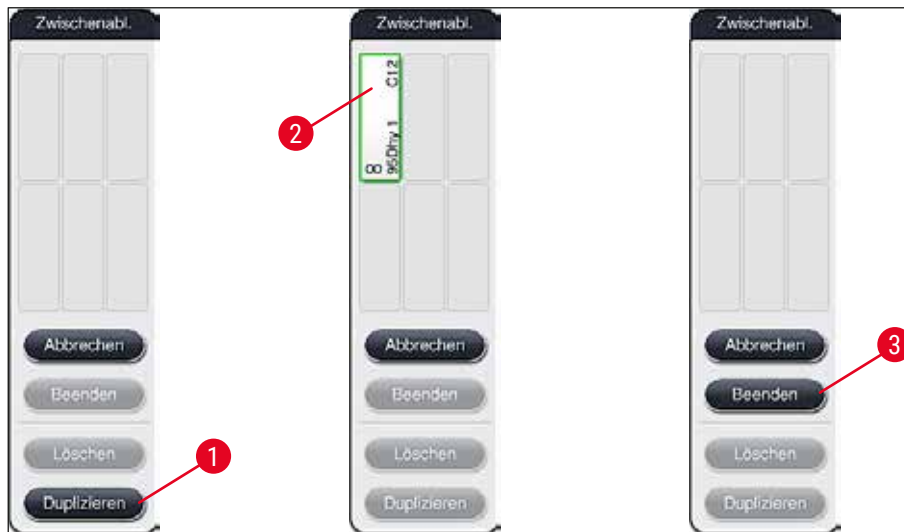 Zwischenabl.
Abbrechen
Beenden
Löschen
Duplizieren
1
Zwischenabl.
C12
95Dhy 1
00
2
Abbrechen
Beenden
Löschen
Duplizieren
Zwischenabl.
Abbrechen
Beenden
3
Löschen
Duplizieren